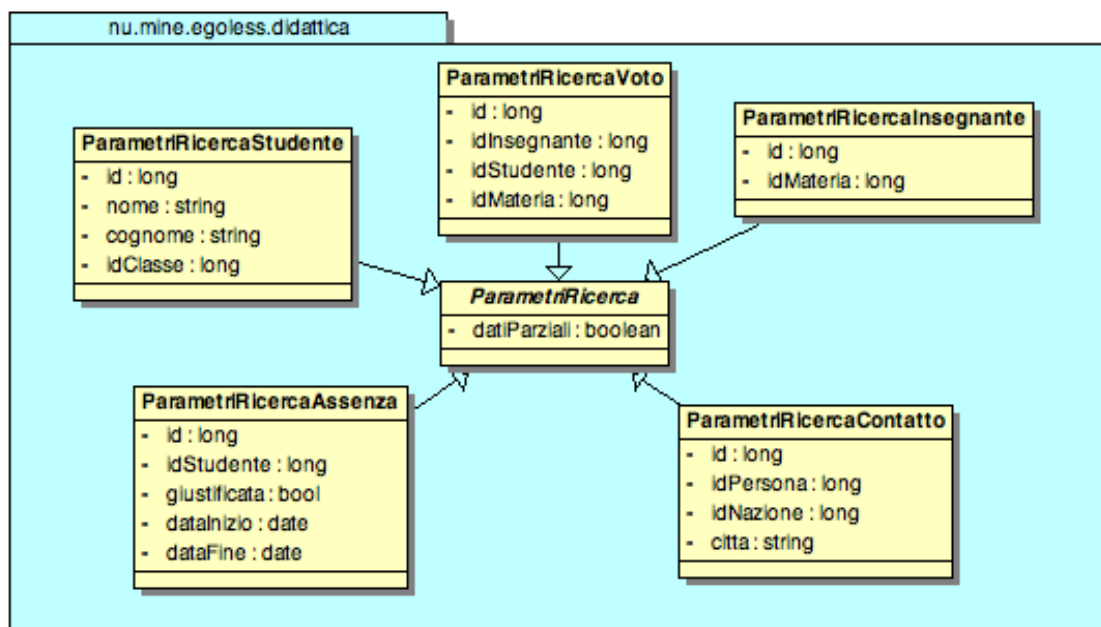 nu.mine.egoless.didattica
ParametriRicercaVoto
- id : long
- idInsegnante : long
- idStudente : long
- idMateria : long
ParametriRicercaInsegnante
- id : long
- idMateria : long
ParametriRicercaStudente
- id : long
- nome : string
- cognome : string
- idClasse : long
ParametriRicerca
- datiParziali : boolean
ParametriRicercaAssenza
- id : long
- idStudente : long
- giustificata : bool
- dataInizio : date
- dataFine : date
ParametriRicercaContatto
- id : long
- idPersona : long
- idNazione : long
- citta : string